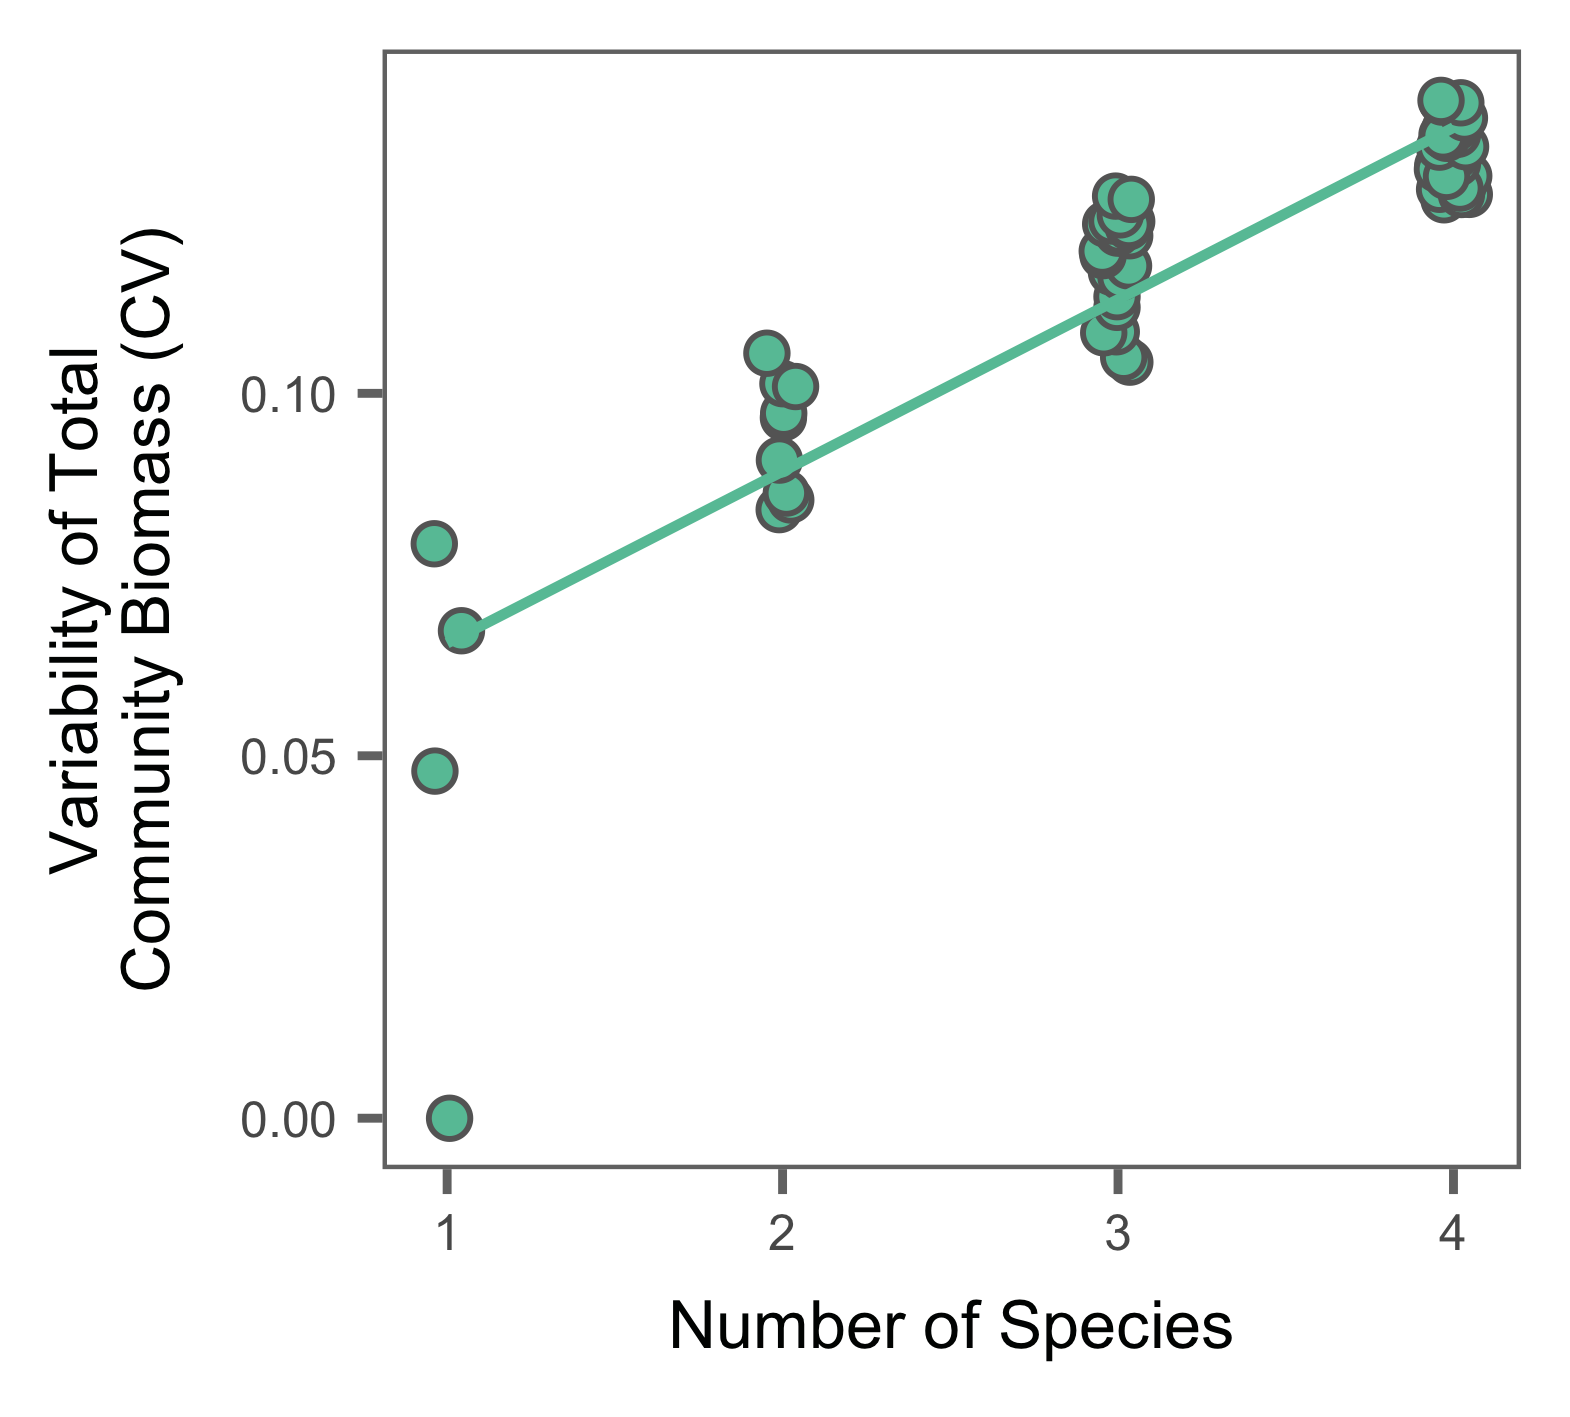 Variability of Total
Community Biomass (CV)
0.10
0.05
0.00
1
2
3
4
Number of Species